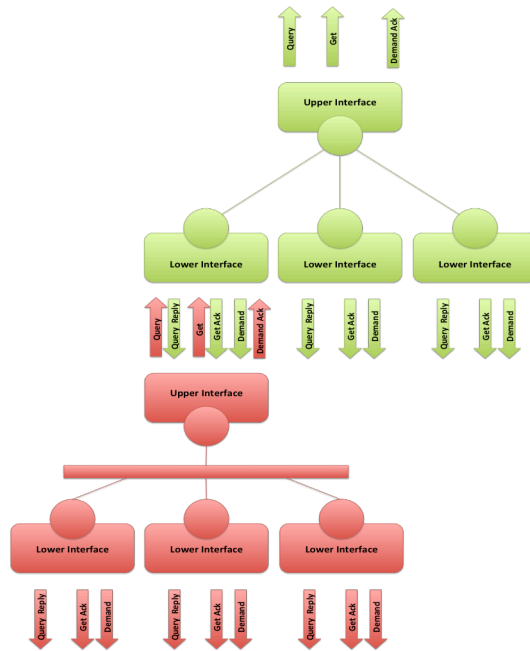 Query
Get
Demand Ack
Upper Interface
Lower Interface
Lower Interface
Lower Interface
Query
Query Reply
Get
Get Ack
Demand
Demand Ack
Query Reply
Get Ack
Demand
Query Reply
Get Ack
Demand
Upper Interface
Lower Interface
Lower Interface
Lower Interface
Query Reply
Get Ack
Demand
Query Reply
Get Ack
Demand
Query Reply
Get Ack
Demand